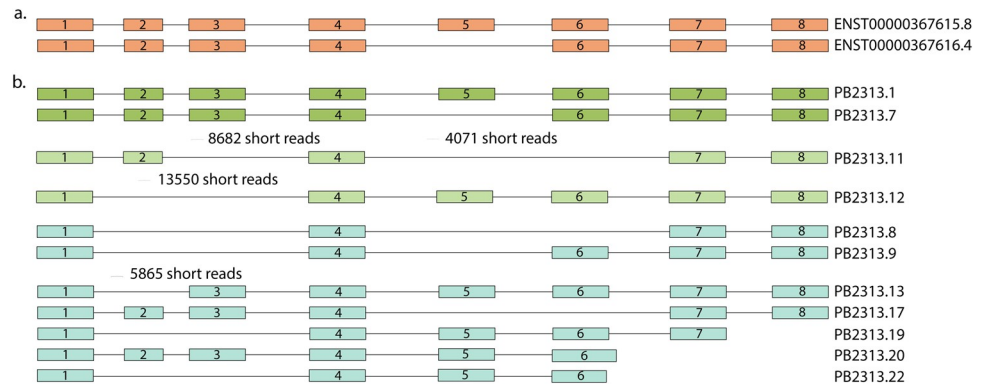 a.
1 2 3 4 5 6 7 8 ENST00000367615.8
1 2 3 4 6 7 8 ENST00000367616.4
b.
1 2 3 4 5 6 7 8 PB2313.1
1 2 3 4 6 7 8 PB2313.7
8682 short reads 4071 short reads
1 2 4 7 8 PB2313.11
13550 short reads
1 4 5 6 7 8 PB2313.12
1 4 7 8 PB2313.8
1 4 6 7 8 PB2313.9
5865 short reads
1 3 4 5 6 7 8 PB2313.13
1 2 3 4 7 8 PB2313.17
1 4 5 6 7 PB2313.19
1 2 3 4 5 6 PB2313.20
1 4 5 6 PB2313.22